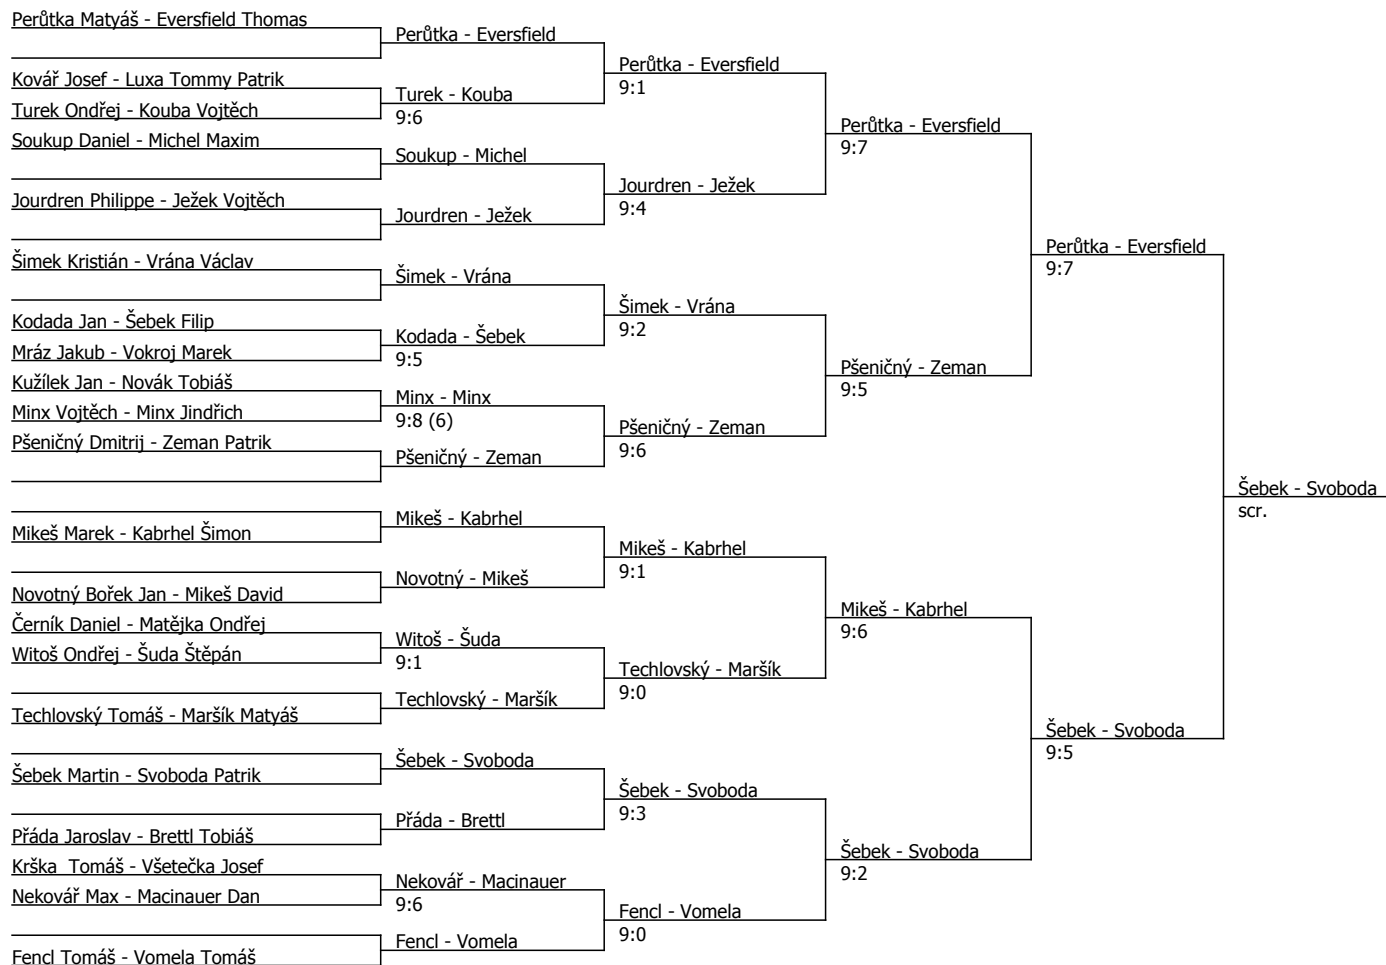 Perůtka Matyáš - Eversfield Thomas
Kovář Josef - Luxa Tommy Patrik
Turek Ondřej - Kouba Vojtěch
Soukup Daniel - Michel Maxim
Jourdren Philippe - Ježek Vojtěch
Šimek Kristián - Vrána Václav
Kodada Jan - Šebek Filip
Mráz Jakub - Vokroj Marek
Kužílek Jan - Novák Tobiáš
Minx Vojtěch - Minx Jindřich
Pšeničný Dmitrij - Zeman Patrik
Mikeš Marek - Kabrhel Šimon
Novotný Bořek Jan - Mikeš David
Černík Daniel - Matějka Ondřej
Witoš Ondřej - Šuda Štěpán
Techlovský Tomáš - Maršík Matyáš
Šebek Martin - Svoboda Patrik
Přáda Jaroslav - Brettl Tobiáš
Krška  Tomáš - Všetečka Josef
Nekovář Max - Macinauer Dan
Fencl Tomáš - Vomela Tomáš
Perůtka - Eversfield
Turek - Kouba
9:6
Soukup - Michel
Jourdren - Ježek
Šimek - Vrána
Kodada - Šebek
9:5
Minx - Minx
9:8 (6)
Pšeničný - Zeman
Mikeš - Kabrhel
Novotný - Mikeš
Witoš - Šuda
9:1
Techlovský - Maršík
Šebek - Svoboda
Přáda - Brettl
Nekovář - Macinauer
9:6
Fencl - Vomela
Perůtka - Eversfield
9:1
Jourdren - Ježek
9:4
Šimek - Vrána
9:2
Pšeničný - Zeman
9:6
Mikeš - Kabrhel
9:1
Techlovský - Maršík
9:0
Šebek - Svoboda
9:3
Fencl - Vomela
9:0
Perůtka - Eversfield
9:7
Pšeničný - Zeman
9:5
Mikeš - Kabrhel
9:6
Šebek - Svoboda
9:2
Perůtka - Eversfield
9:7
Šebek - Svoboda
9:5
Šebek - Svoboda
scr.